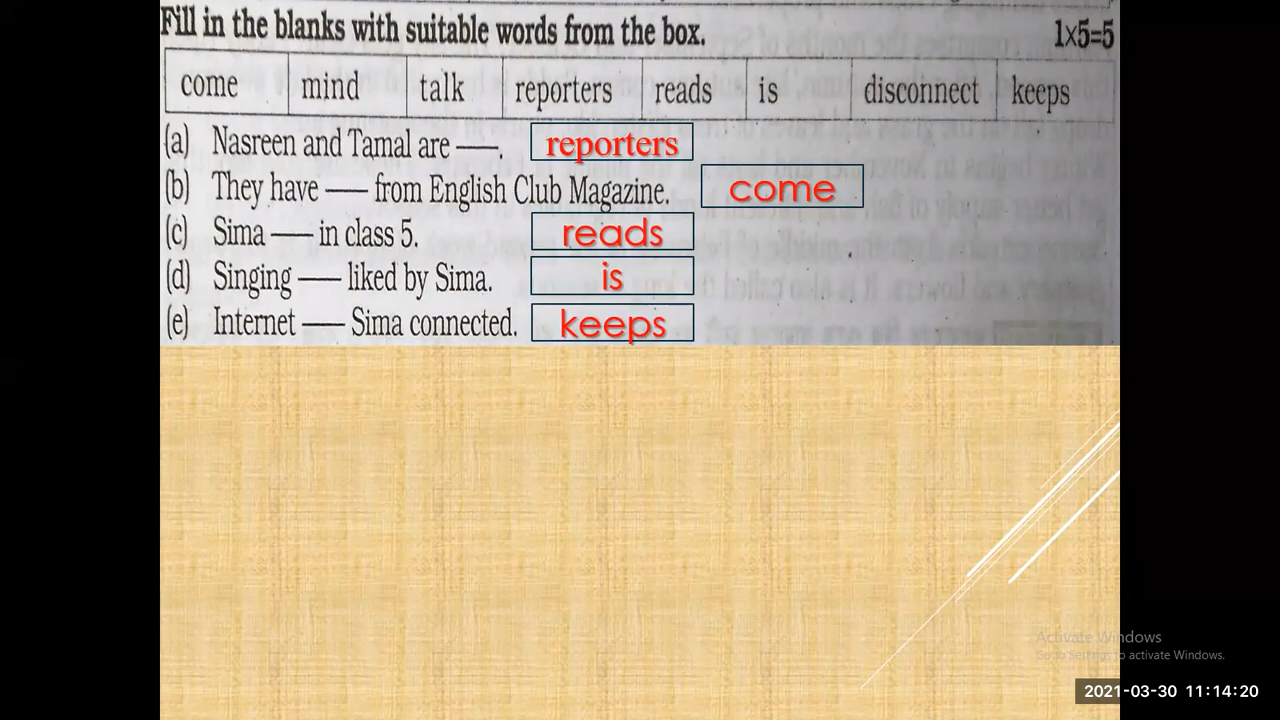 Fill in the blanks with suitable words from the box. 1×5=5
come mind talk reporters reads is disconnect keeps
(a) Nasreen and Tamal are ——. reporters
(b) They have —— from English Club Magazine. come
(c) Sima —— in class 5. reads
(d) Singing —— liked by Sima. is
(e) Internet —— Sima connected. keeps
Activate Windows
Go to Settings to activate Windows.
2021-03-30 11:14:20